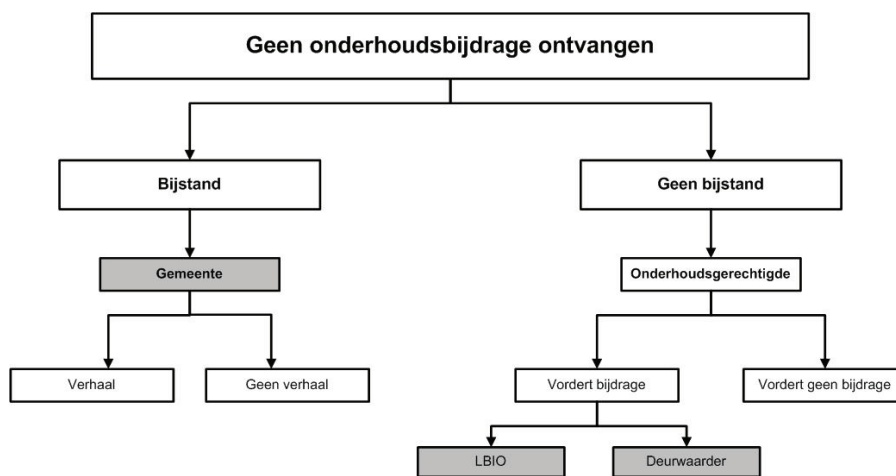 Geen onderhoudsbijdrage ontvangen
Bijstand
Geen bijstand
Gemeente
Onderhoudsgerechtigde
Verhaal
Geen verhaal
Vordert bijdrage
Vordert geen bijdrage
LBIO
Deurwaarder